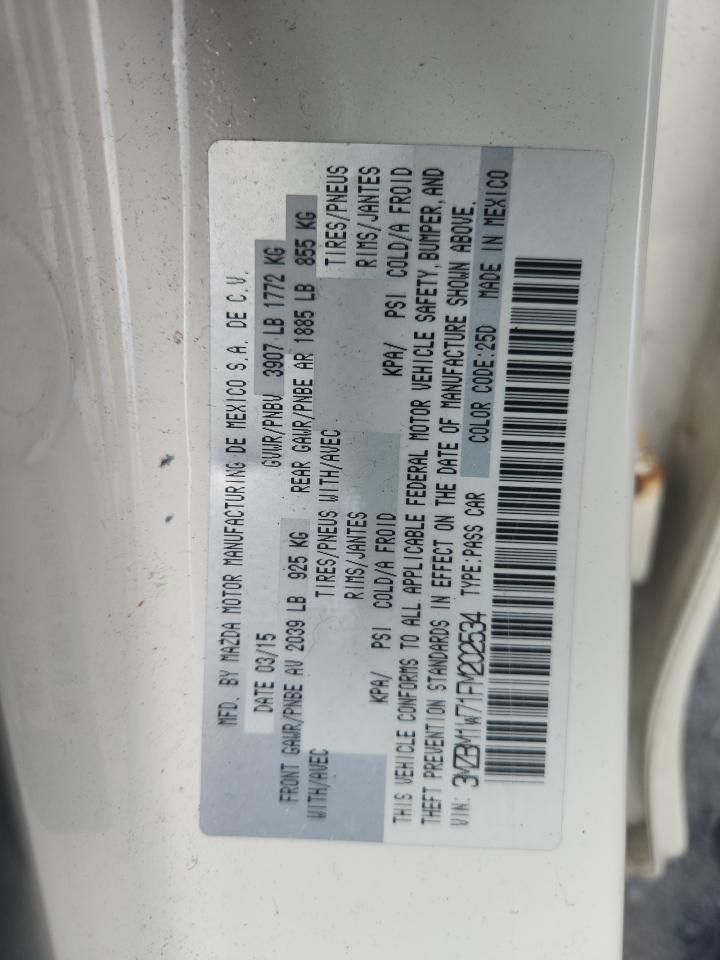 MFD. BY MAZDA MOTOR MANUFACTURING DE MEXICO S.A. DE C.V.
DATE 03/15 GVWR/PNBV 3907 LB 1772 KG
FRONT GAWR/PNBE AV 2039 LB 925 KG REAR GAWR/PNBE AR 1885 LB 855 KG
WITH/AVEC TIRES/PNEUS WITH/AVEC TIRES/PNEUS
RIMS/JANTES RIMS/JANTES
KPA/ PSI COLD/A FROID KPA/ PSI COLD/A FROID
THIS VEHICLE CONFORMS TO ALL APPLICABLE FEDERAL MOTOR VEHICLE SAFETY, BUMPER, AND
THEFT PREVENTION STANDARDS IN EFFECT ON THE DATE OF MANUFACTURE SHOWN ABOVE.
VIN: 3MZBM1W71FM202534 TYPE:PASS CAR COLOR CODE:25D MADE IN MEXICO